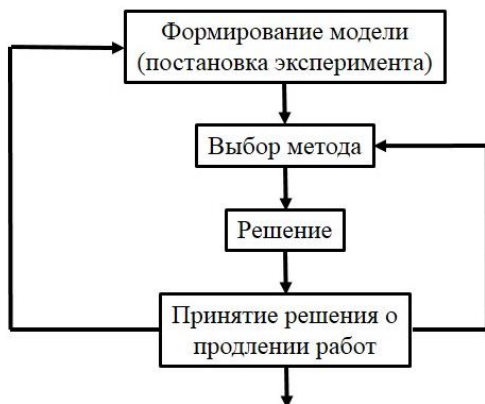 Формирование модели
(постановка эксперимента)
Выбор метода
Решение
Принятие решения о
продлении работ